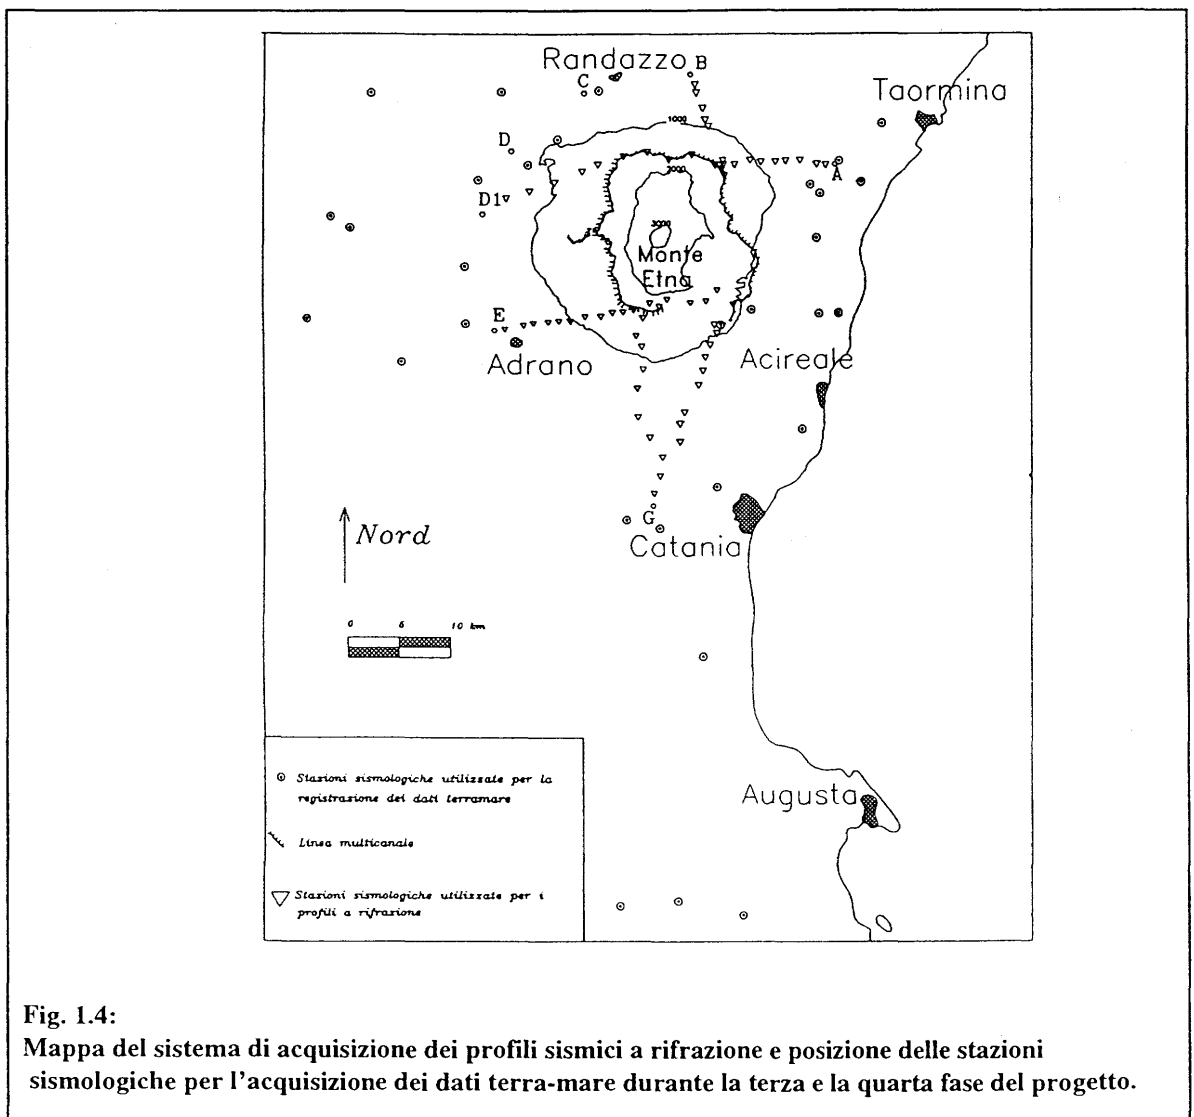 Randazzo B
C
Taormina
1000
D
A
2000
D1
3000
Monte
Etna
E
Adrano
Acireale
G
Catania
Nord
0 5 10 km
Augusta
Stazioni sismologiche utilizzate per la
registrazione dei dati terramare
Linea multicanale
Stazioni sismologiche utilizzate per i
profili a rifrazione
Fig. 1.4:
Mappa del sistema di acquisizione dei profili sismici a rifrazione e posizione delle stazioni
sismologiche per l'acquisizione dei dati terra-mare durante la terza e la quarta fase del progetto.